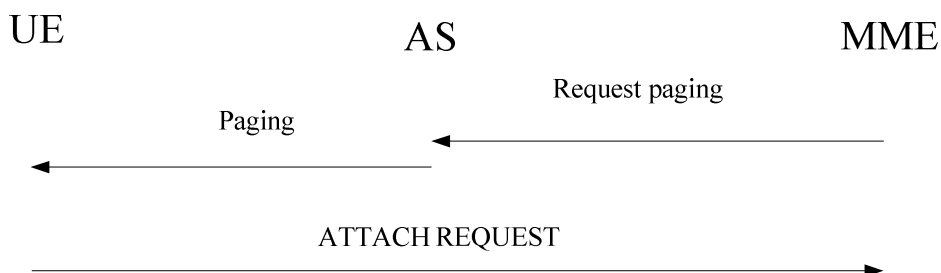 UE
AS
MME
Request paging
Paging
ATTACH REQUEST